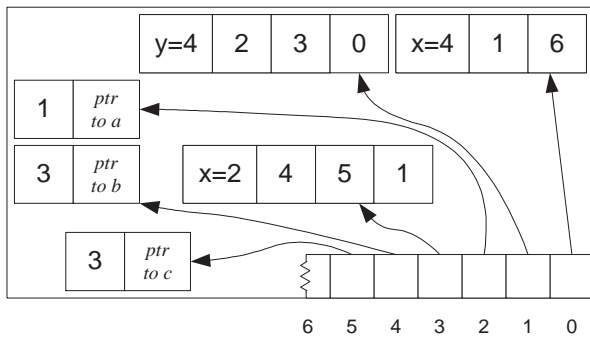 y=4 2 3 0 x=4 1 6
1 ptr to a
3 ptr to b
x=2 4 5 1
3 ptr to c
6 5 4 3 2 1 0